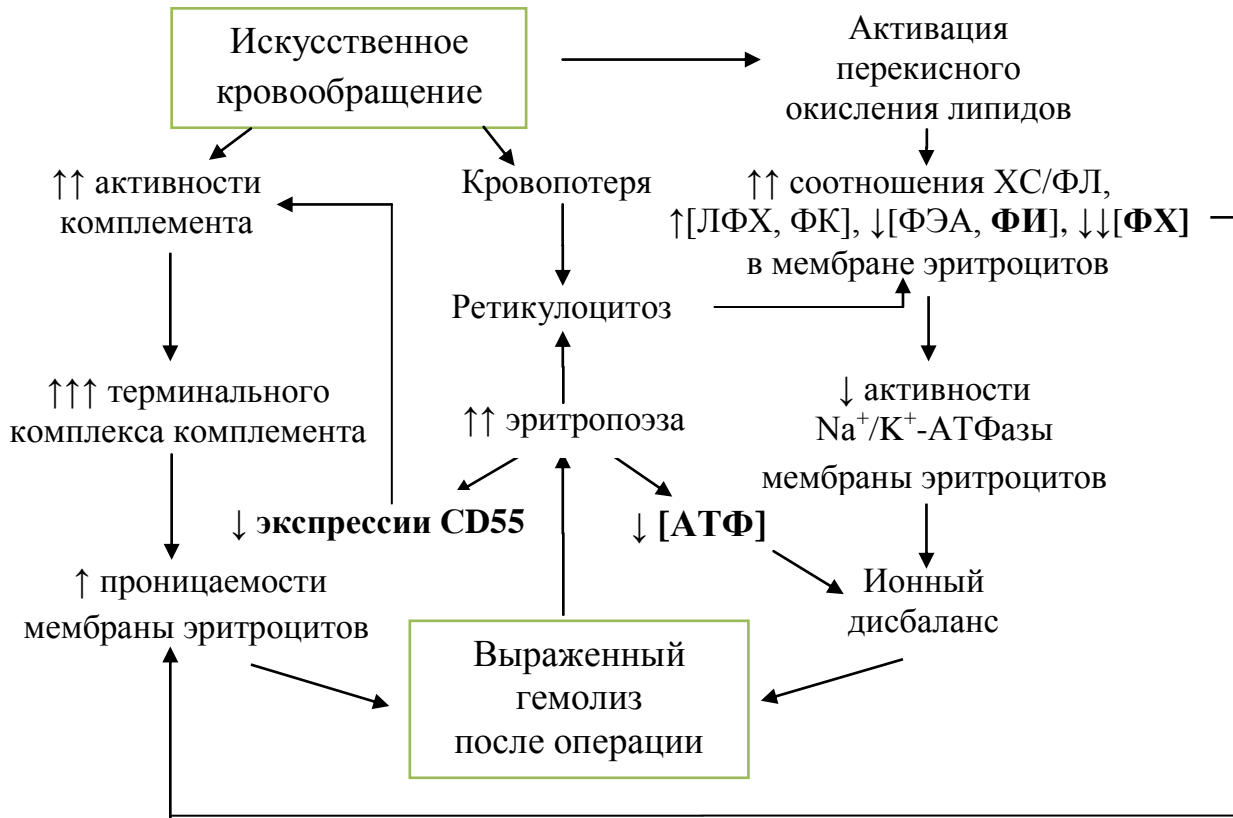 Искусственное
кровообращение
Активация
перекисного
окисления липидов
↑↑ активности
комплемента
Кровопотеря
↑↑ соотношения ХС/ФЛ,
↑[ЛФХ, ФК], ↓[ФЭА, ФИ], ↓↓[ФХ]
в мембране эритроцитов
Ретикулоцитоз
↑↑↑ терминального
комплекса комплемента
↑↑ эритропоэза
↓ активности
Na⁺/K⁺-АТФазы
мембраны эритроцитов
↓ экспрессии CD55
↓ [АТФ]
↑ проницаемости
мембраны эритроцитов
Ионный
дисбаланс
Выраженный
гемолиз
после операции